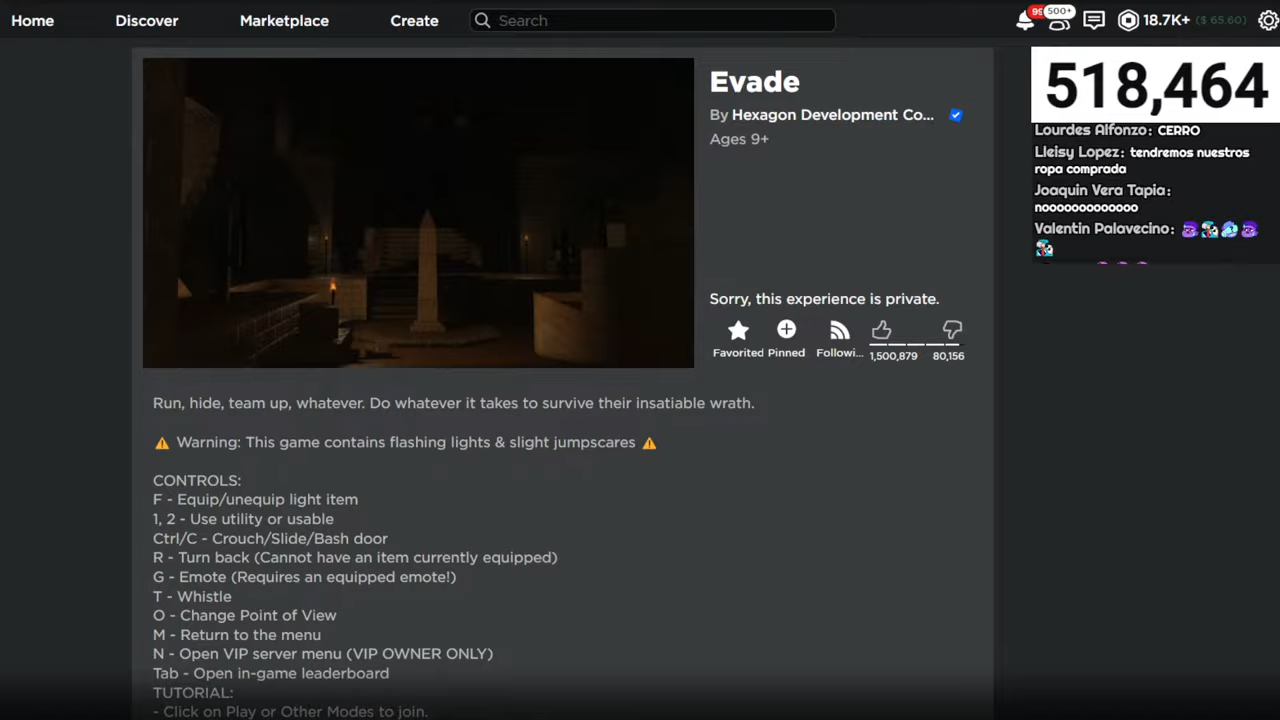 Home Discover Marketplace Create Search 99 500+ 18.7K+ ($ 65.60)
Evade
By Hexagon Development Co...
Ages 9+
Sorry, this experience is private.
Favorited Pinned Followi... 1,500,879 80,156
518,464
Lourdes Alfonzo: CERRO
Lleisy Lopez: tendremos nuestros
ropa comprada
Joaquin Vera Tapia:
nooooooooooooo
Valentin Palavecino:
Run, hide, team up, whatever. Do whatever it takes to survive their insatiable wrath.
⚠ Warning: This game contains flashing lights & slight jumpscares ⚠
CONTROLS:
F - Equip/unequip light item
1, 2 - Use utility or usable
Ctrl/C - Crouch/Slide/Bash door
R - Turn back (Cannot have an item currently equipped)
G - Emote (Requires an equipped emote!)
T - Whistle
O - Change Point of View
M - Return to the menu
N - Open VIP server menu (VIP OWNER ONLY)
Tab - Open in-game leaderboard
TUTORIAL:
- Click on Play or Other Modes to join.